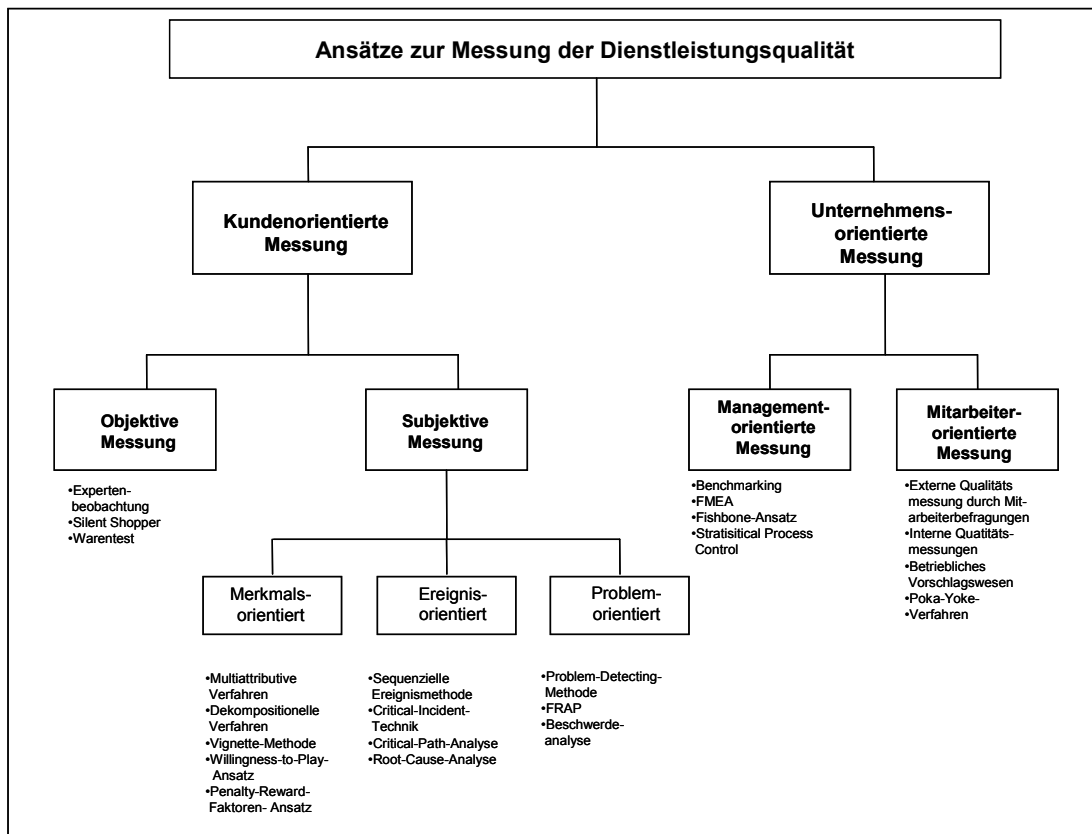 Ansätze zur Messung der Dienstleistungsqualität
Kundenorientierte
Messung
Unternehmens-
orientierte
Messung
Objektive
Messung
Subjektive
Messung
Management-
orientierte
Messung
Mitarbeiter-
orientierte
Messung
•Experten-
beobachtung
•Silent Shopper
•Warentest
•Benchmarking
•FMEA
•Fishbone-Ansatz
•Stratisitical Process
Control
•Externe Qualitäts
messung durch Mit-
arbeiterbefragungen
•Interne Quatitäts-
messungen
•Betriebliches
Vorschlagswesen
•Poka-Yoke-
•Verfahren
Merkmals-
orientiert
Ereignis-
orientiert
Problem-
orientiert
•Multiattributive
Verfahren
•Dekompositionelle
Verfahren
•Vignette-Methode
•Willingness-to-Play-
Ansatz
•Penalty-Reward-
Faktoren- Ansatz
•Sequenzielle
Ereignismethode
•Critical-Incident-
Technik
•Critical-Path-Analyse
•Root-Cause-Analyse
•Problem-Detecting-
Methode
•FRAP
•Beschwerde-
analyse